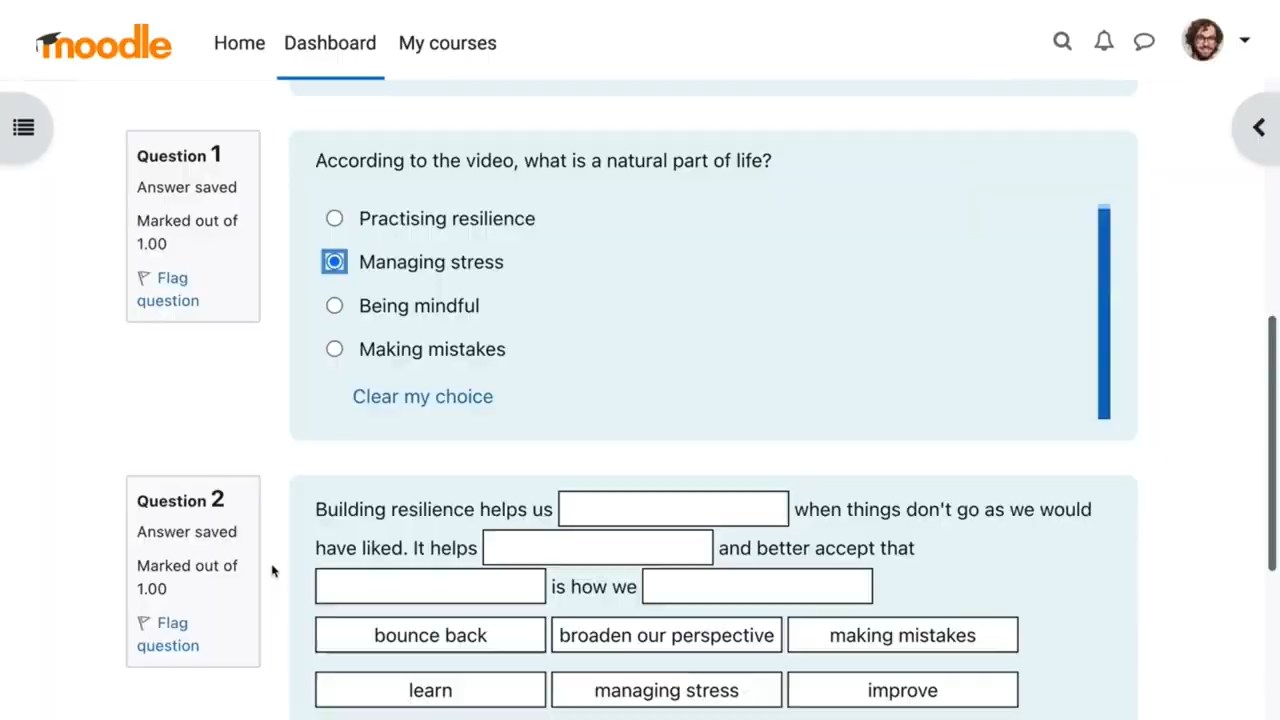 moodle Home Dashboard My courses
Question 1
Answer saved
Marked out of
1.00
Flag
question
According to the video, what is a natural part of life?
Practising resilience
Managing stress
Being mindful
Making mistakes
Clear my choice
Question 2
Answer saved
Marked out of
1.00
Flag
question
Building resilience helps us when things don't go as we would
have liked. It helps and better accept that
is how we
bounce back broaden our perspective making mistakes
learn managing stress improve